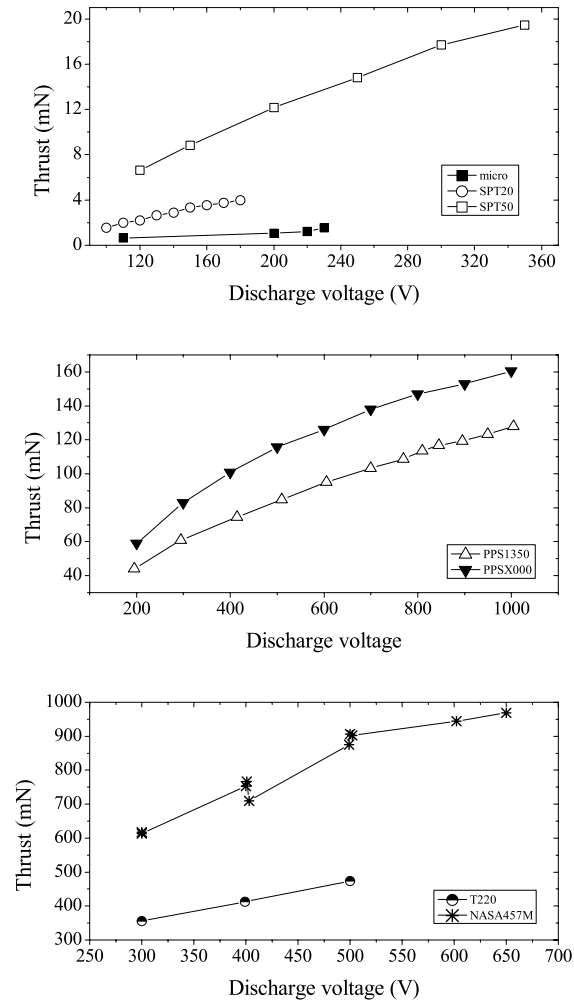 20
16
12
8
4
0
Thrust (mN)
micro
SPT20
SPT50
120 160 200 240 280 320 360
Discharge voltage (V)
160
140
120
100
80
60
40
Thrust (mN)
PPS1350
PPSX000
200 400 600 800 1000
Discharge voltage
1000
900
800
700
600
500
400
300
Thrust (mN)
T220
NASA457M
250 300 350 400 450 500 550 600 650 700
Discharge voltage (V)